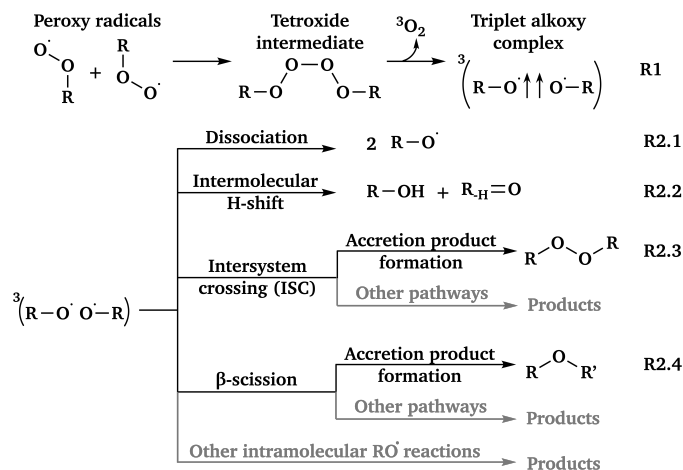 Peroxy radicals
Tetroxide
intermediate
³O₂
Triplet alkoxy
complex
O˙
O
R
+
R
O
O˙
R–O
O–O
O–R
³(R–O˙↑↑ O˙–R)
R1
Dissociation
2 R–O˙
R2.1
Intermolecular
H-shift
R–OH + R-H=O
R2.2
Intersystem
crossing (ISC)
Accretion product
formation
R
O
O
R
R2.3
Other pathways
Products
³(R–O˙ O˙–R)
β-scission
Accretion product
formation
R
O
R'
R2.4
Other pathways
Products
Other intramolecular RO˙ reactions
Products